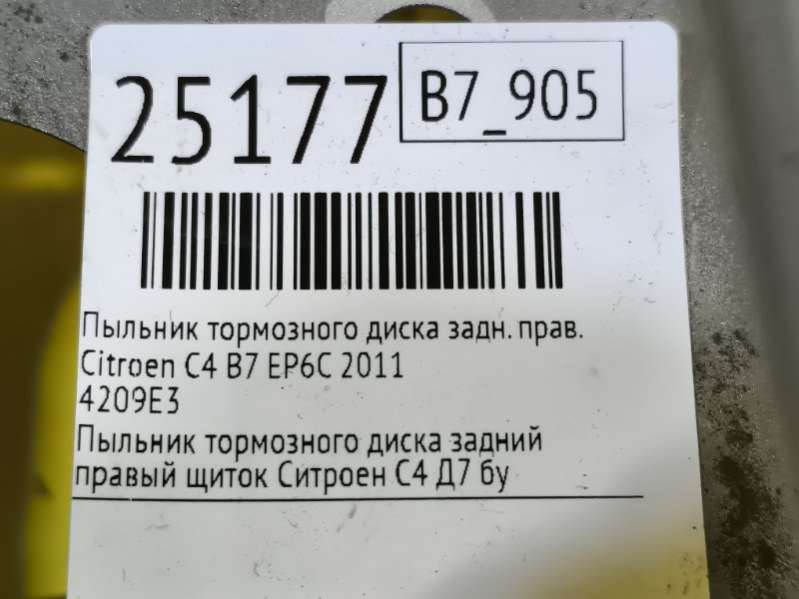 25177
B7_905
Пыльник тормозного диска задн. прав.
Citroen C4 B7 EP6C 2011
4209E3
Пыльник тормозного диска задний
правый щиток Ситроен С4 Д7 бу